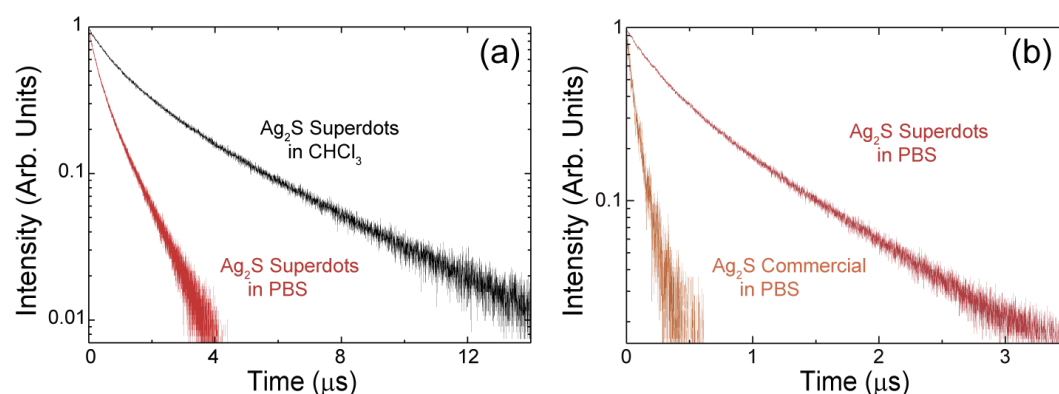 (a)
Intensity (Arb. Units)
1
0.1
0.01
Ag₂S Superdots
in CHCl₃
Ag₂S Superdots
in PBS
0 4 8 12
Time (μs)
(b)
Intensity (Arb. Units)
1
0.1
Ag₂S Superdots
in PBS
Ag₂S Commercial
in PBS
0 1 2 3
Time (μs)